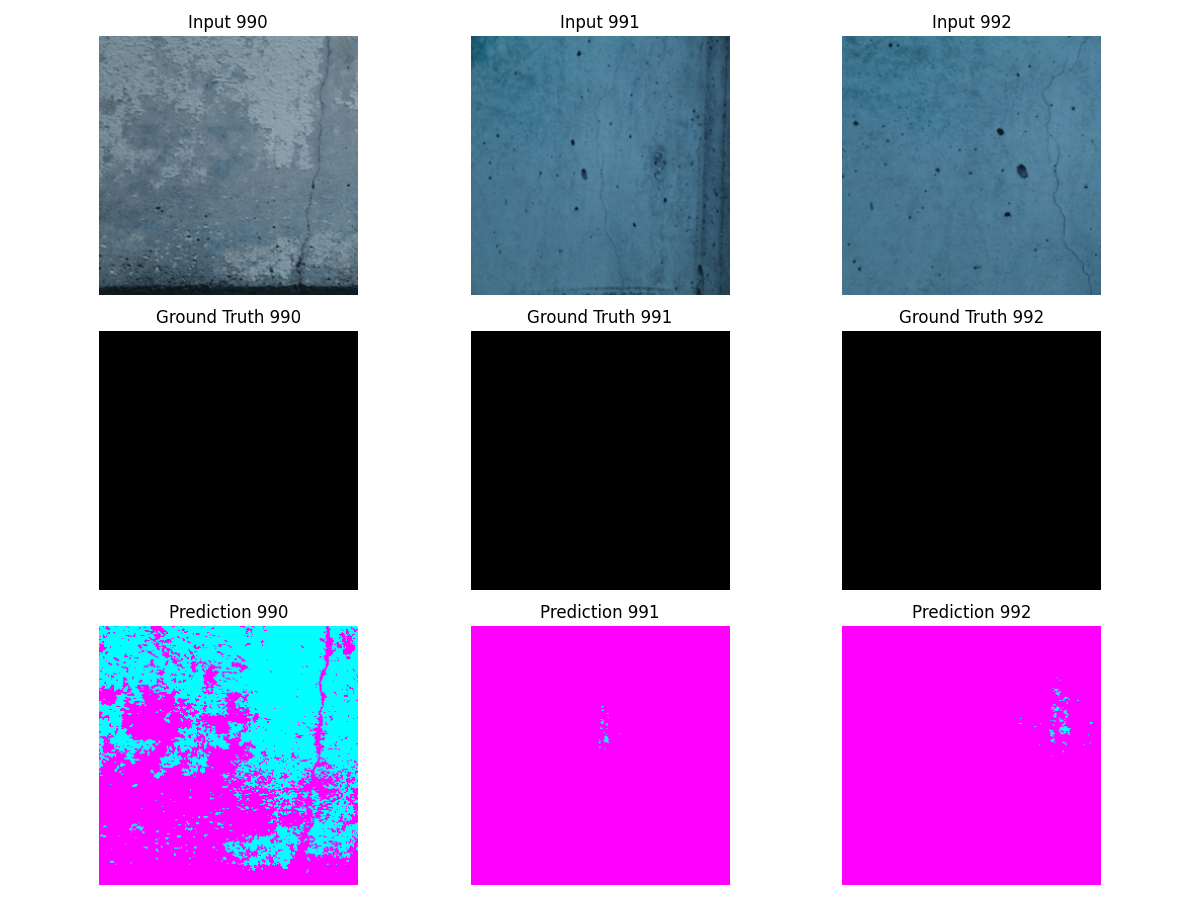 Input 990
Input 991
Input 992
Ground Truth 990
Ground Truth 991
Ground Truth 992
Prediction 990
Prediction 991
Prediction 992